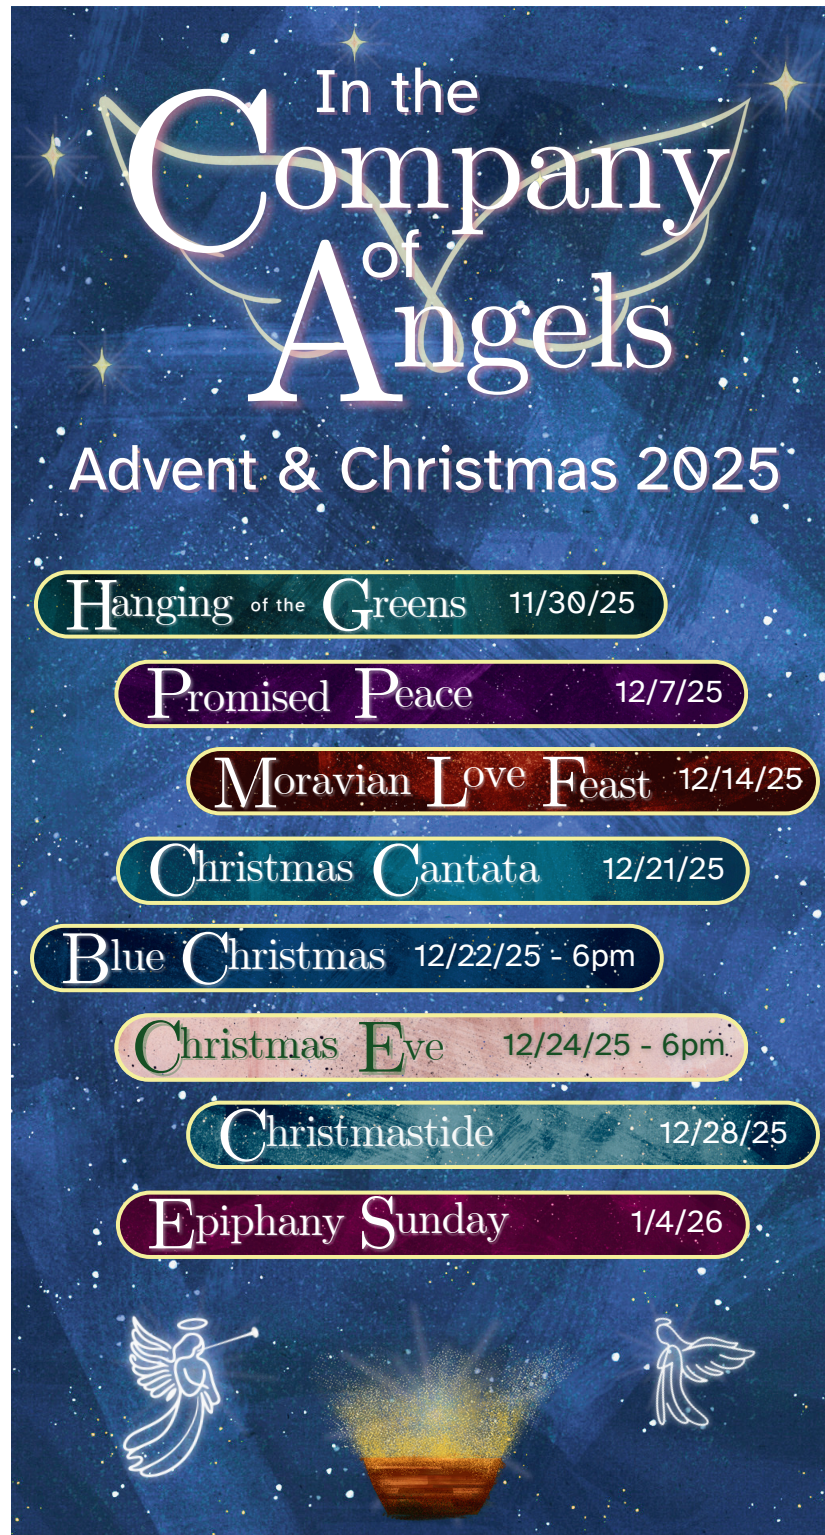 In the
Company
of
Angels
Advent & Christmas 2025
Hanging of the Greens 11/30/25
Promised Peace 12/7/25
Moravian Love Feast 12/14/25
Christmas Cantata 12/21/25
Blue Christmas 12/22/25 - 6pm
Christmas Eve 12/24/25 - 6pm
Christmastide 12/28/25
Epiphany Sunday 1/4/26